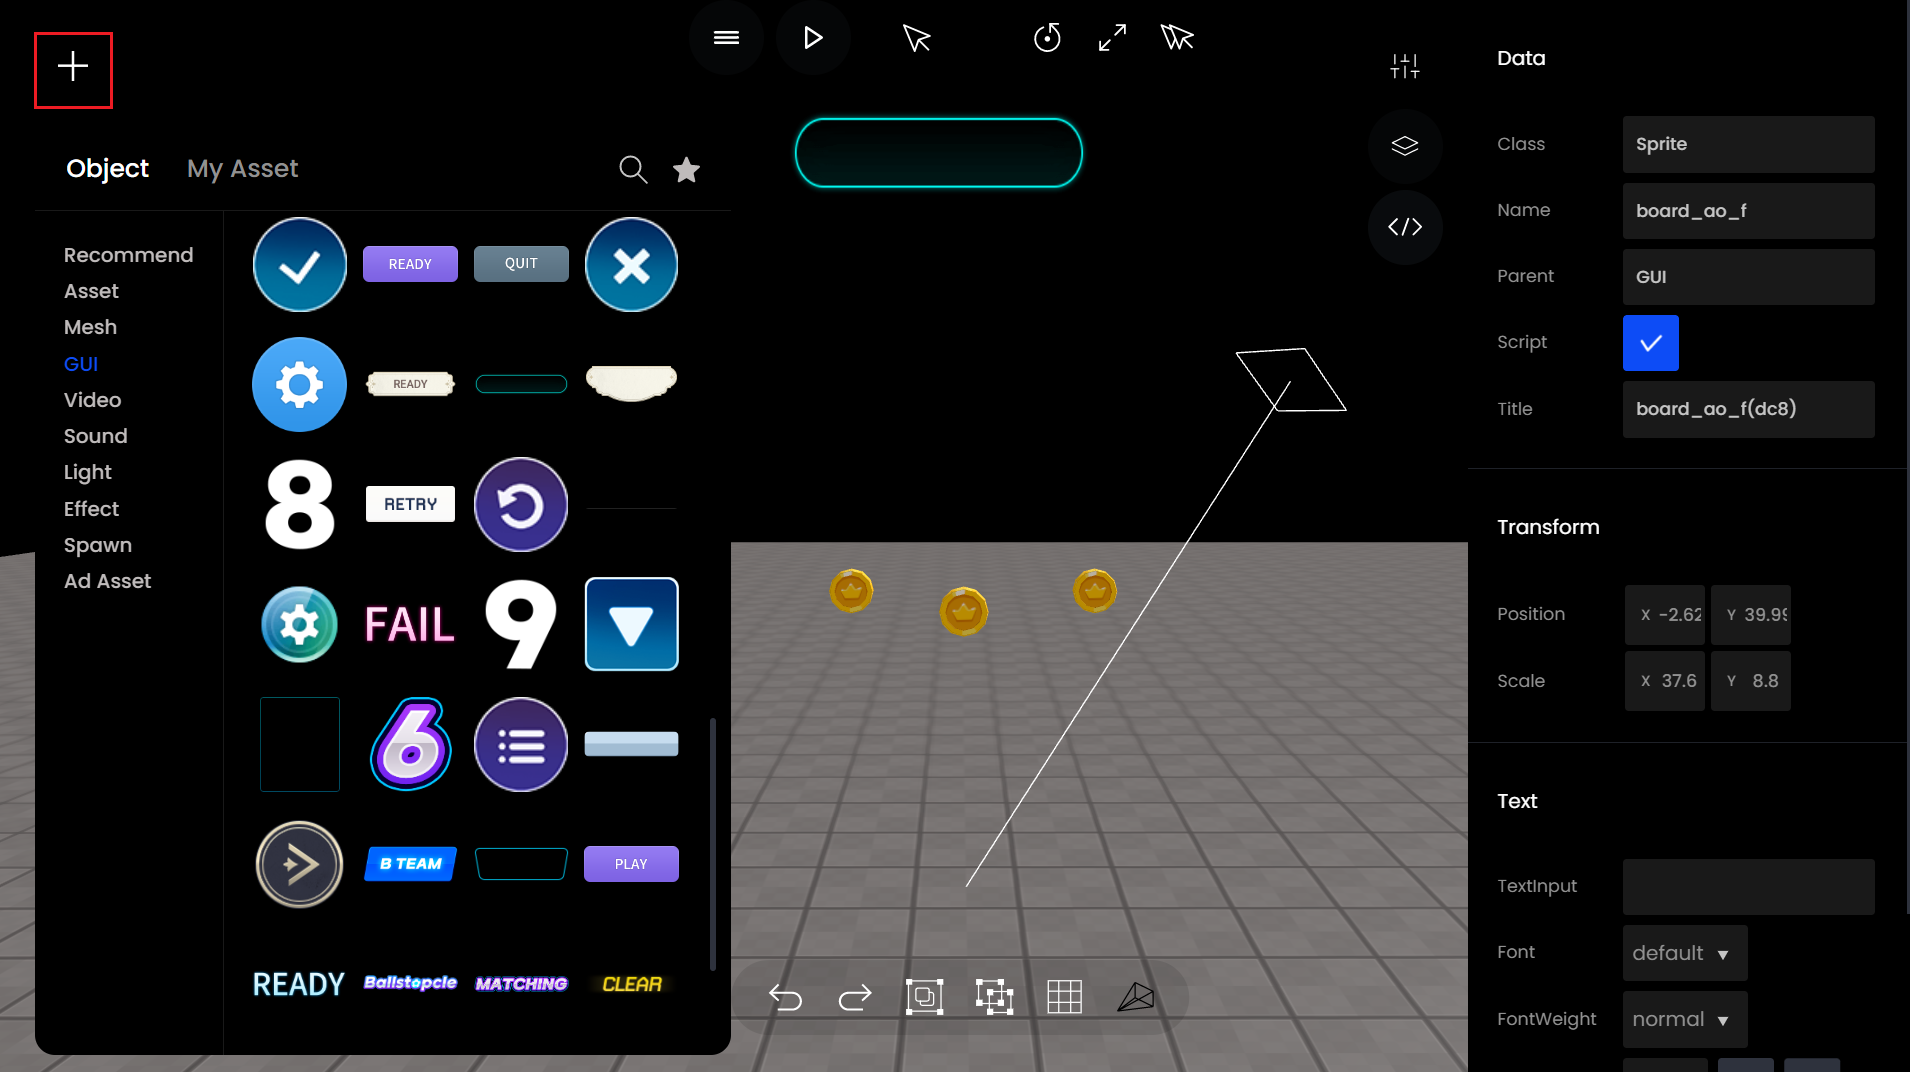 Object
My Asset
Recommend
Asset
Mesh
GUI
Video
Sound
Light
Effect
Spawn
Ad Asset
READY
QUIT
READY
8
RETRY
FAIL
9
6
B TEAM
PLAY
READY
Ballstopcle
MATCHING
CLEAR
Data
Class
Sprite
Name
board_ao_f
Parent
GUI
Script
Title
board_ao_f(dc8)
Transform
Position
X -2.62
Y 39.99
Scale
X 37.6
Y 8.8
Text
TextInput
Font
default ▼
FontWeight
normal ▼